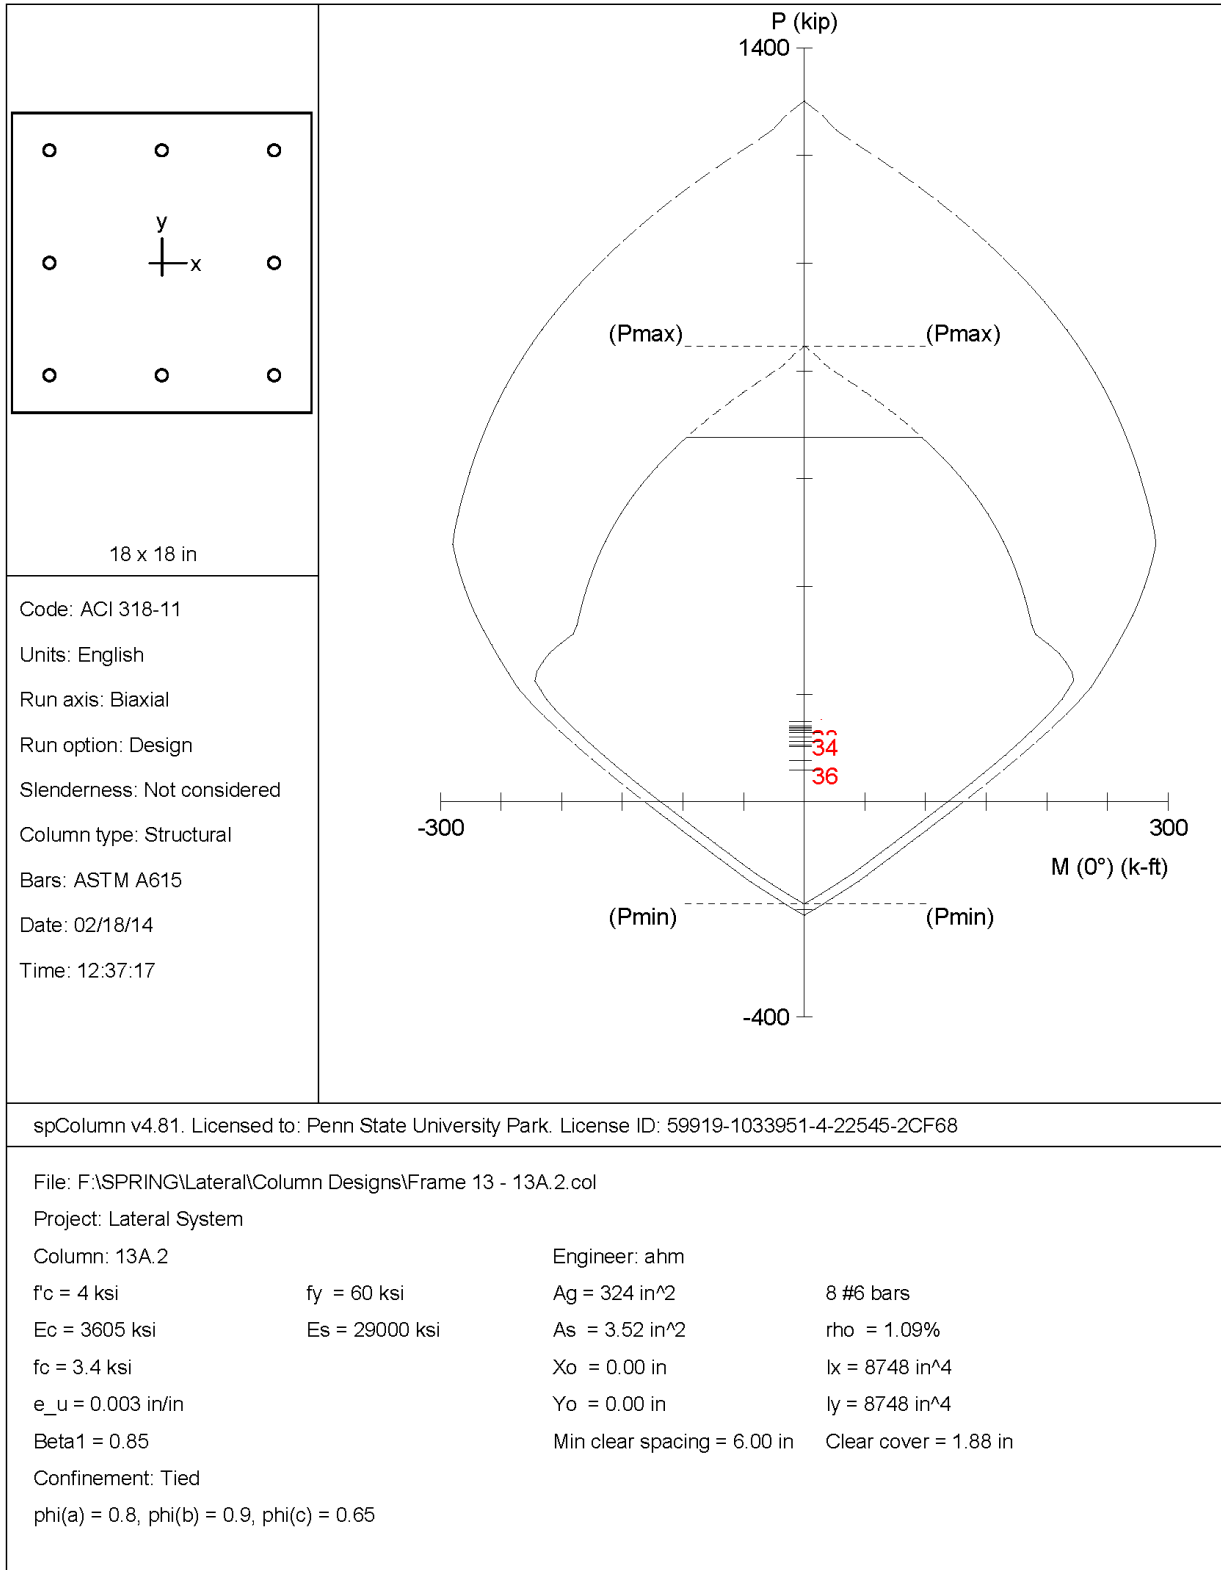 P (kip)
1400
y
x
(Pmax) (Pmax)
18 x 18 in
Code: ACI 318-11
Units: English
Run axis: Biaxial
Run option: Design
Slenderness: Not considered
Column type: Structural
Bars: ASTM A615
Date: 02/18/14
Time: 12:37:17
34
36
-300 300
M (0°) (k-ft)
(Pmin) (Pmin)
-400
spColumn v4.81. Licensed to: Penn State University Park. License ID: 59919-1033951-4-22545-2CF68
File: F:\SPRING\Lateral\Column Designs\Frame 13 - 13A.2.col
Project: Lateral System
Column: 13A.2 Engineer: ahm
f'c = 4 ksi fy = 60 ksi Ag = 324 in^2 8 #6 bars
Ec = 3605 ksi Es = 29000 ksi As = 3.52 in^2 rho = 1.09%
fc = 3.4 ksi Xo = 0.00 in Ix = 8748 in^4
e_u = 0.003 in/in Yo = 0.00 in Iy = 8748 in^4
Beta1 = 0.85 Min clear spacing = 6.00 in Clear cover = 1.88 in
Confinement: Tied
phi(a) = 0.8, phi(b) = 0.9, phi(c) = 0.65